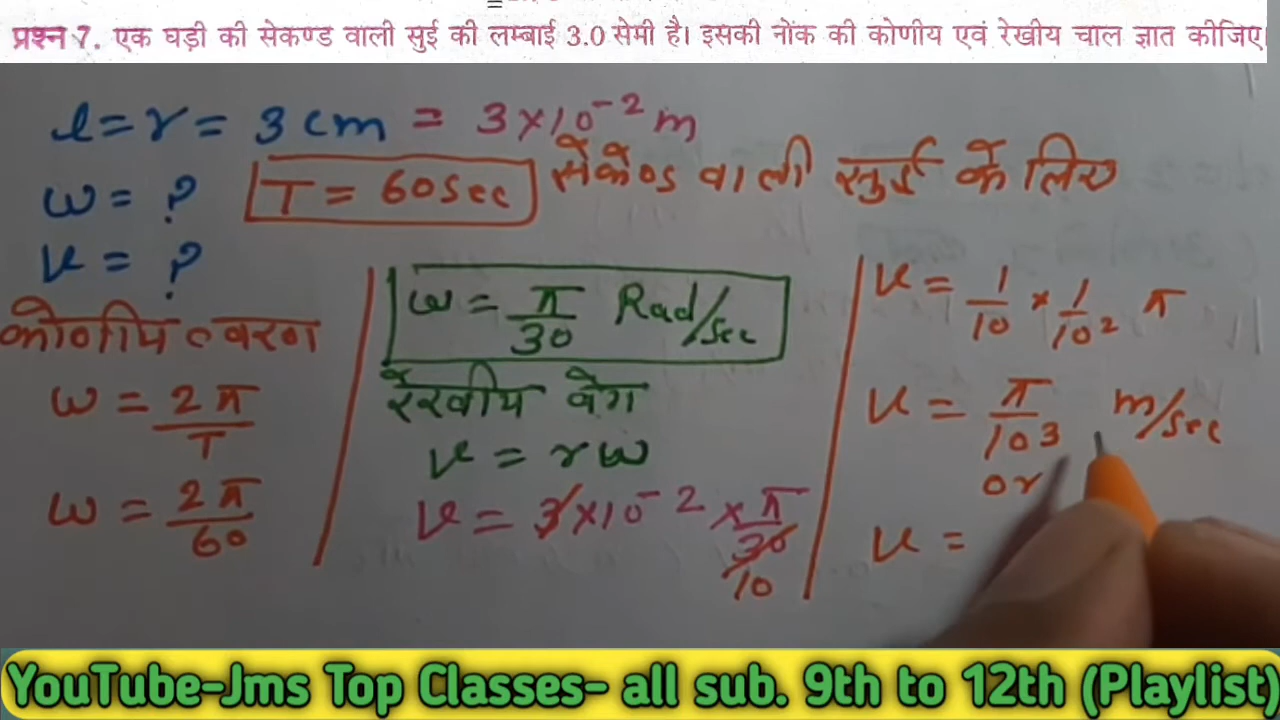 प्रश्न 7. एक घड़ी की सेकण्ड वाली सुई की लम्बाई 3.0 सेमी है। इसकी नोंक की कोणीय एवं रेखीय चाल ज्ञात कीजिए।
l = r = 3 cm = 3×10⁻² m
ω = ?
T = 60 Sec सेकेण्ड वाली सुई के लिए
v = ?
कोणीय त्वरण
ω = 2π/T
ω = 2π/60
ω = π/30 Rad/Sec
रेखीय वेग
v = rω
v = 3×10⁻² × π/30
10
v = 1/10 × 1/10² π
v = π/10³ m/sec
or
v =
YouTube-Jms Top Classes- all sub. 9th to 12th (Playlist)